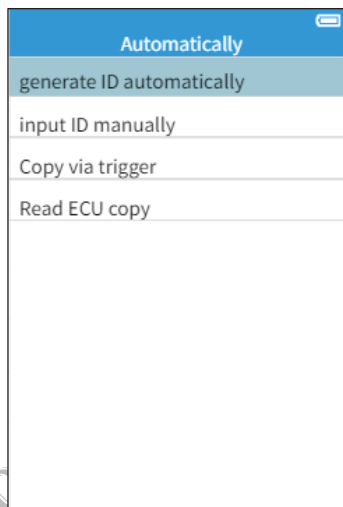 Automatically
generate ID automatically
input ID manually
Copy via trigger
Read ECU copy